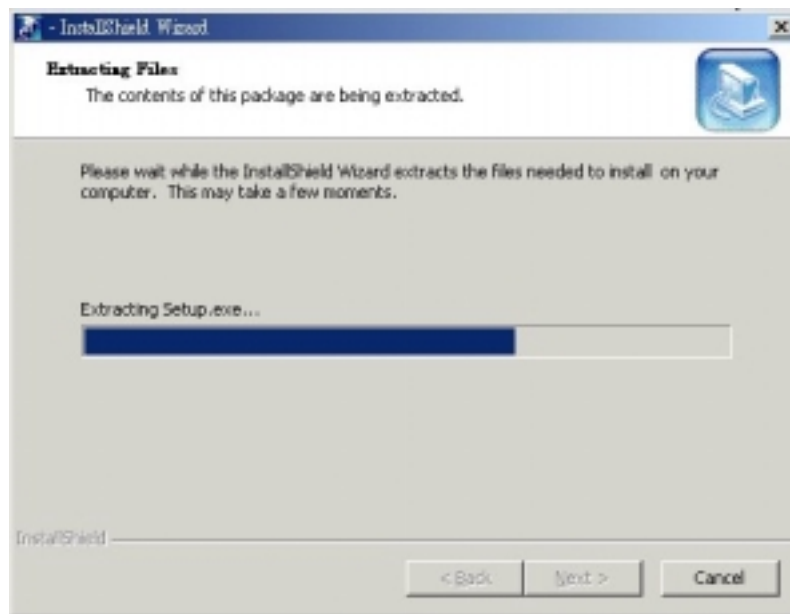 - InstallShield Wizard
Extracting Files
The contents of this package are being extracted.
Please wait while the InstallShield Wizard extracts the files needed to install on your
computer. This may take a few moments.
Extracting Setup.exe...
InstallShield
< Back
Next >
Cancel